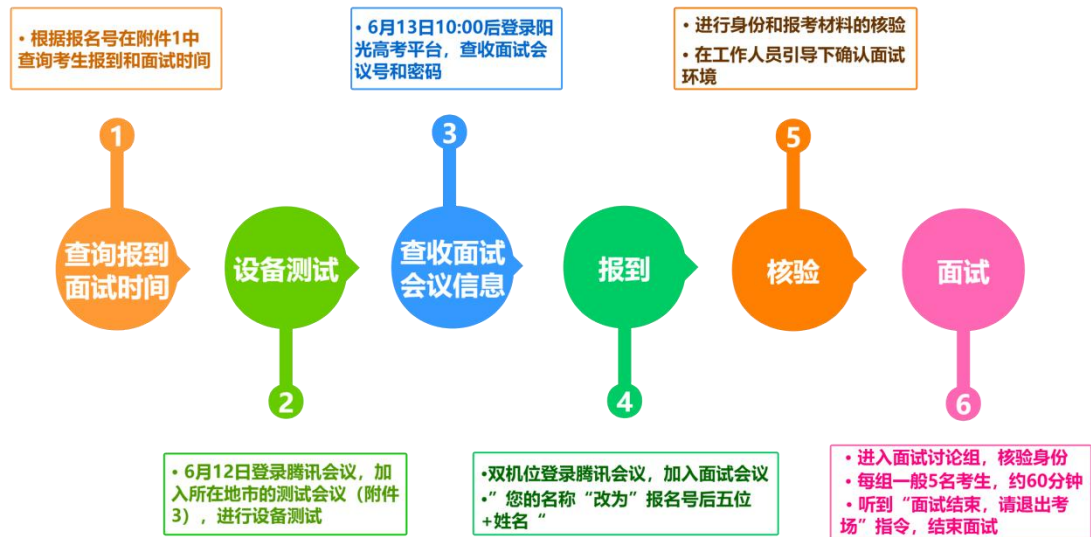 • 根据报名号在附件1中
查询考生报到和面试时间
1
查询报到
面试时间
设备测试
2
• 6月12日登录腾讯会议，加
入所在地市的测试会议（附件
3），进行设备测试
• 6月13日10:00后登录阳
光高考平台，查收面试会
议号和密码
3
查收面试
会议信息
报到
4
•双机位登录腾讯会议，加入面试会议
•”您的名称“改为”报名号后五位
+姓名“
• 进行身份和报考材料的核验
• 在工作人员引导下确认面试
环境
5
核验
面试
6
• 进入面试讨论组，核验身份
• 每组一般5名考生，约60分钟
• 听到“面试结束，请退出考
场”指令，结束面试